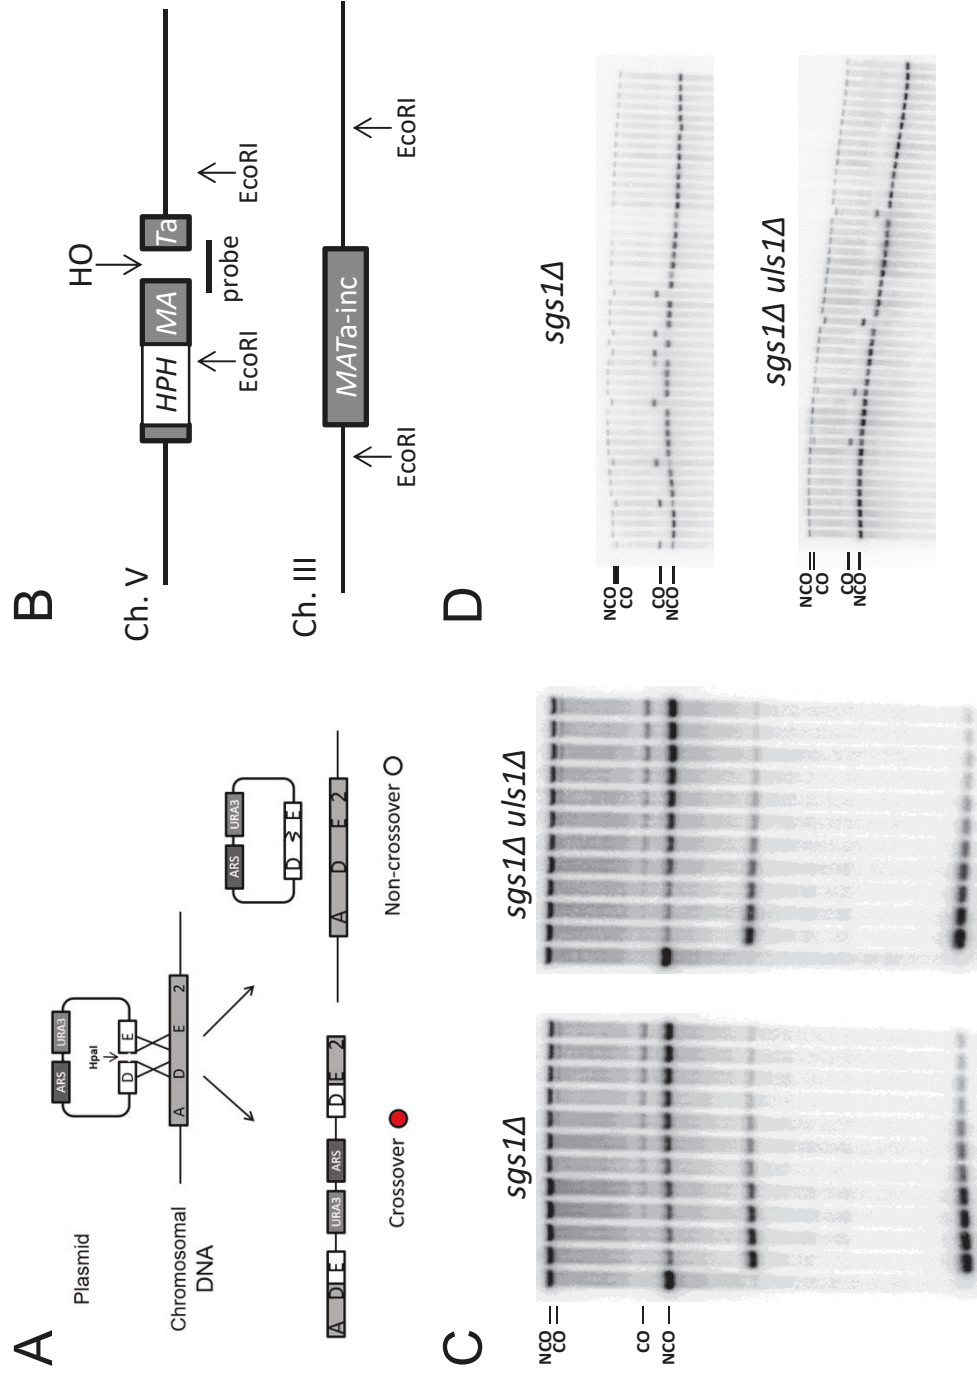 A
Plasmid
ARS
URA3
HpaI
D
E
Chromosomal
DNA
A D E 2
A D E URA3 ARS D E 2
Crossover
ARS
URA3
D E
A D E 2
Non-crossover
B
HO
Ch. V
HPH
MA
Ta
EcoRI
probe
EcoRI
Ch. III
MATa-inc
EcoRI
EcoRI
C
sgs1Δ
sgs1Δ uls1Δ
NCO
CO
CO
NCO
D
sgs1Δ
NCO
CO
CO
NCO
sgs1Δ uls1Δ
NCO
CO
CO
NCO